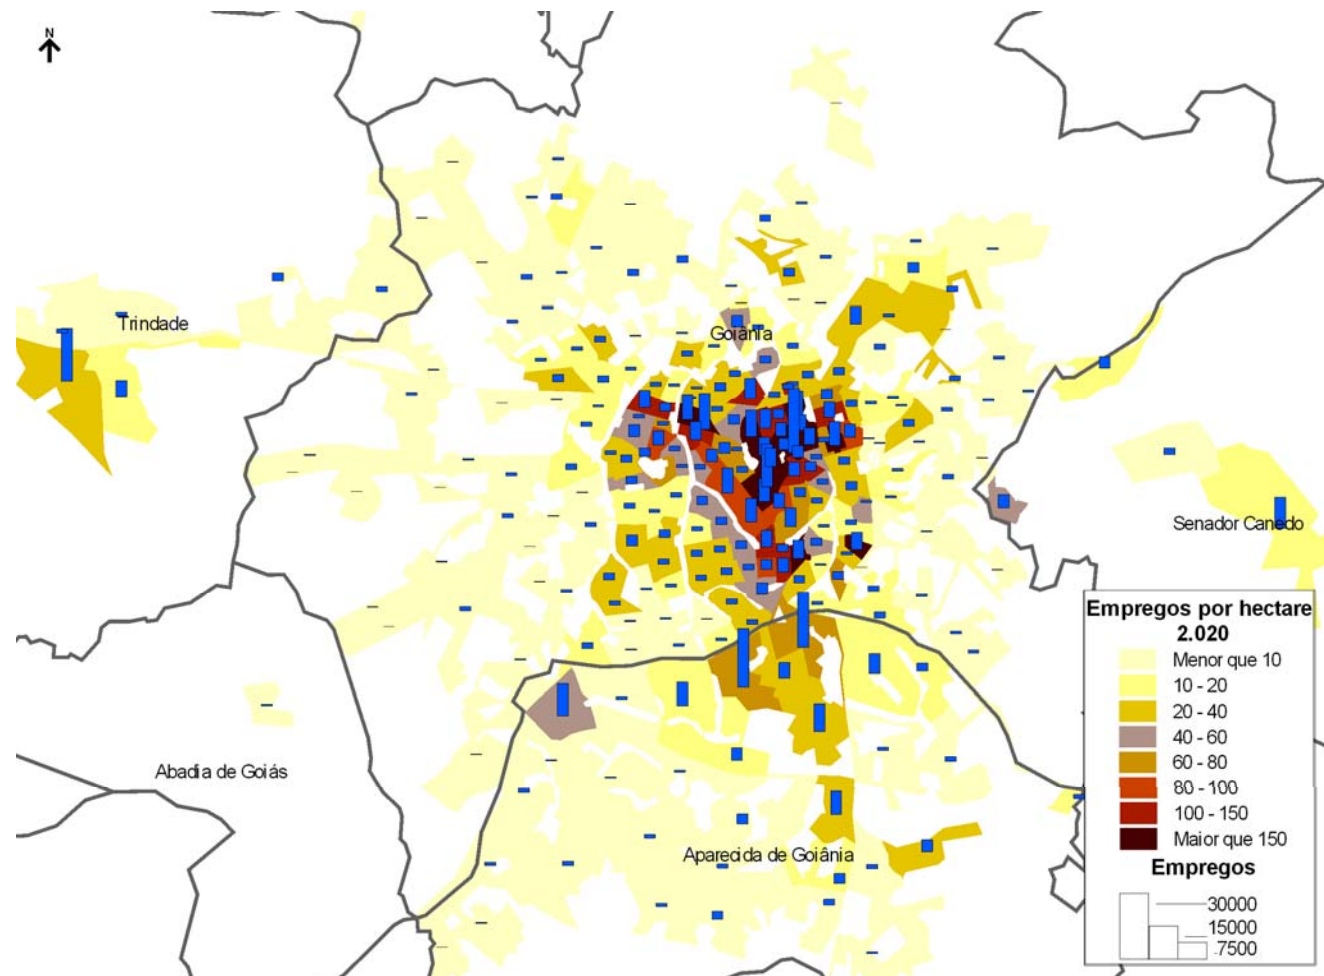 N
Trindade
Goiânia
Senador Canedo
Abadia de Goiás
Aparecida de Goiânia
Empregos por hectare
2.020
Menor que 10
10 - 20
20 - 40
40 - 60
60 - 80
80 - 100
100 - 150
Maior que 150
Empregos
30000
15000
7500